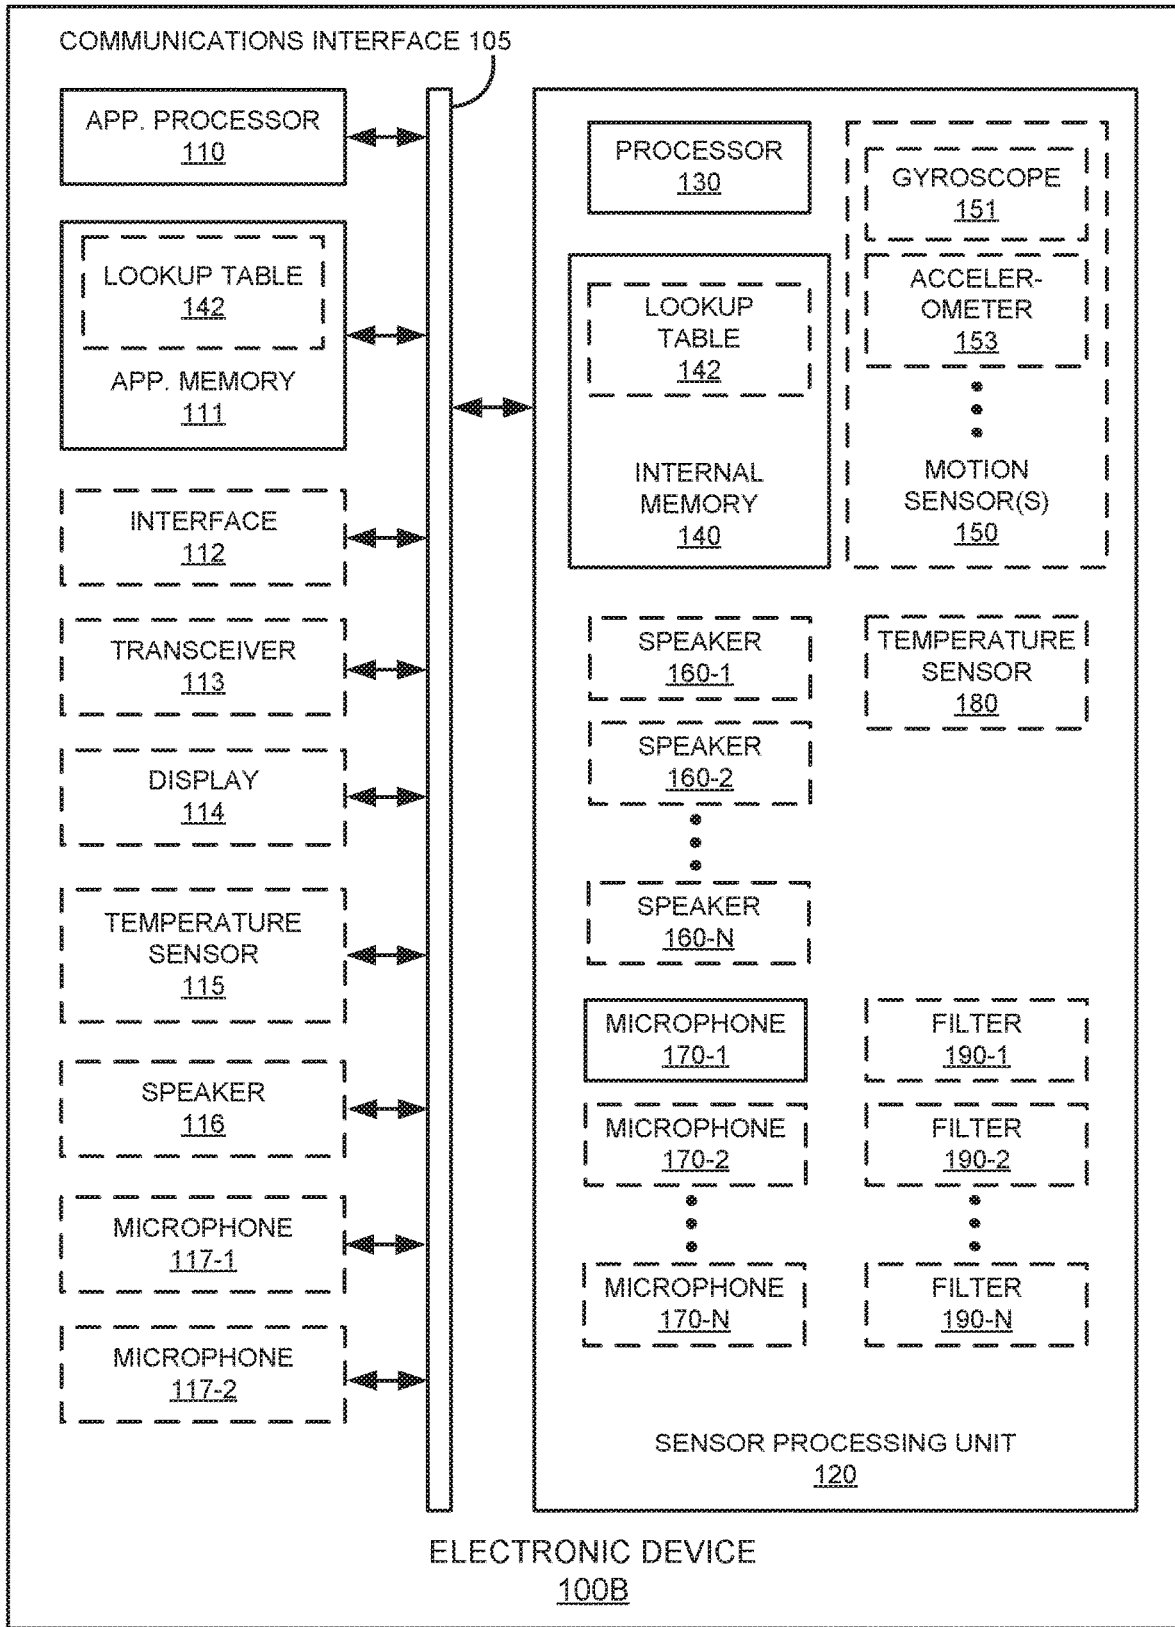 COMMUNICATIONS INTERFACE 105
APP. PROCESSOR
110
LOOKUP TABLE
142
APP. MEMORY
111
INTERFACE
112
TRANSCEIVER
113
DISPLAY
114
TEMPERATURE
SENSOR
115
SPEAKER
116
MICROPHONE
117-1
MICROPHONE
117-2
PROCESSOR
130
LOOKUP
TABLE
142
INTERNAL
MEMORY
140
GYROSCOPE
151
ACCELER-
OMETER
153
MOTION
SENSOR(S)
150
SPEAKER
160-1
SPEAKER
160-2
SPEAKER
160-N
TEMPERATURE
SENSOR
180
MICROPHONE
170-1
MICROPHONE
170-2
MICROPHONE
170-N
FILTER
190-1
FILTER
190-2
FILTER
190-N
SENSOR PROCESSING UNIT
120
ELECTRONIC DEVICE
100B